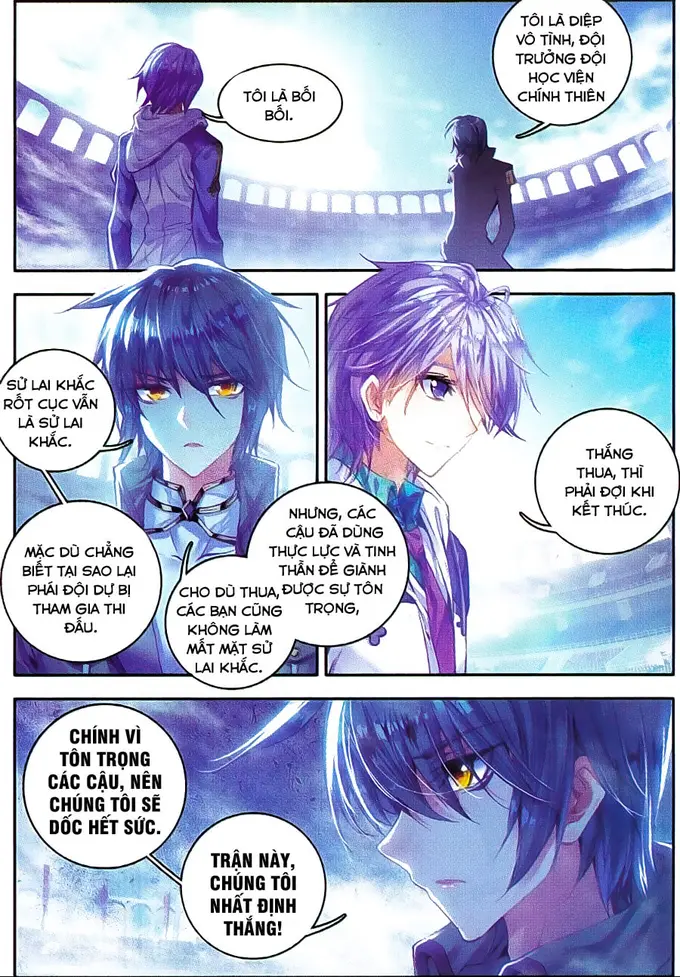 TÔI LÀ BỐI
BỐI.
TÔI LÀ DIỆP
VÔ TÌNH, ĐỘI
TRƯỞNG ĐỘI
HỌC VIỆN
CHÍNH THIÊN
SỬ LAI KHẮC
RỐT CỤC VẪN
LÀ SỬ LAI
KHẮC.
MẶC DÙ CHẲNG
BIẾT TẠI SAO LẠI
PHÁI ĐỘI DỰ BỊ
THAM GIA THI
ĐẤU.
NHƯNG, CÁC
CẬU ĐÃ DÙNG
THỰC LỰC VÀ TINH
THẦN ĐỂ GIÀNH
ĐƯỢC SỰ TÔN
TRỌNG,
CHO DÙ THUA,
CÁC BẠN CŨNG
KHÔNG LÀM
MẤT MẶT SỬ
LAI KHẮC.
THẮNG
THUA, THÌ
PHẢI ĐỢI KHI
KẾT THÚC.
CHÍNH VÌ
TÔN TRỌNG
CÁC CẬU, NÊN
CHÚNG TÔI SẼ
DỐC HẾT SỨC.
TRẬN NÀY,
CHÚNG TÔI
NHẤT ĐỊNH
THẮNG!